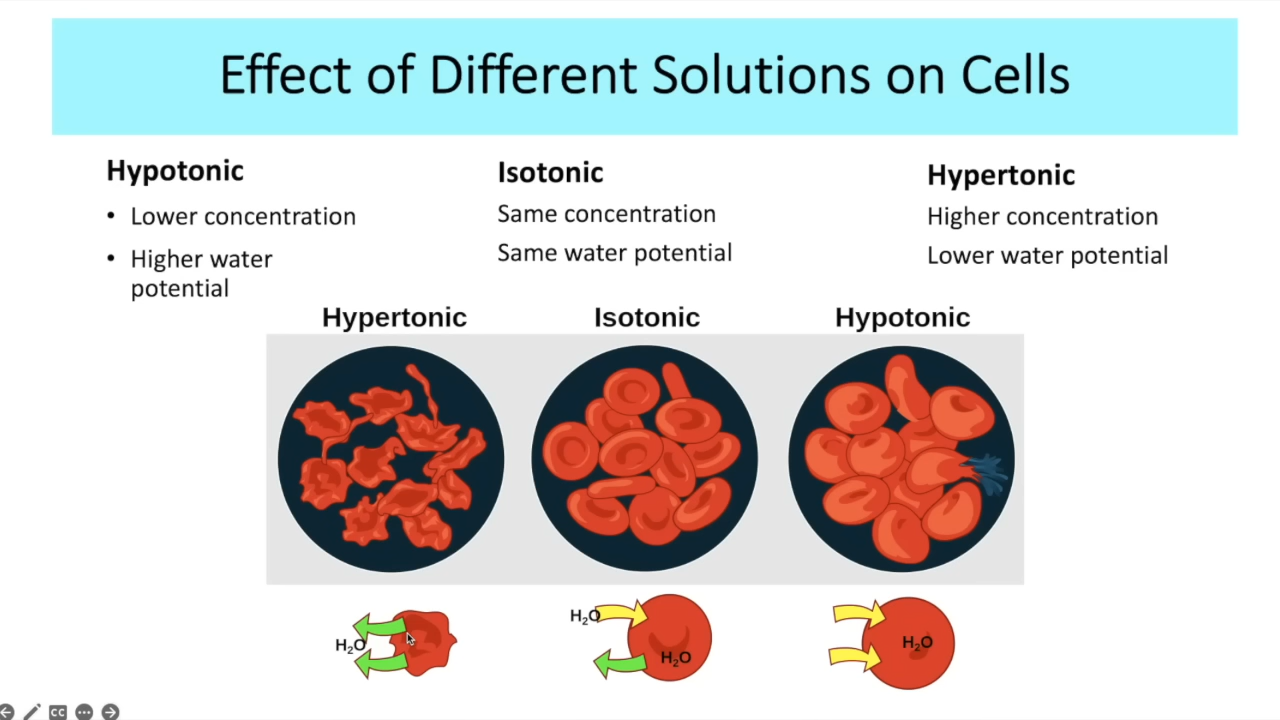 Effect of Different Solutions on Cells
Hypotonic
• Lower concentration
• Higher water
potential
Isotonic
Same concentration
Same water potential
Hypertonic
Higher concentration
Lower water potential
Hypertonic
Isotonic
Hypotonic
H₂O
H₂O
H₂O
H₂O
CC